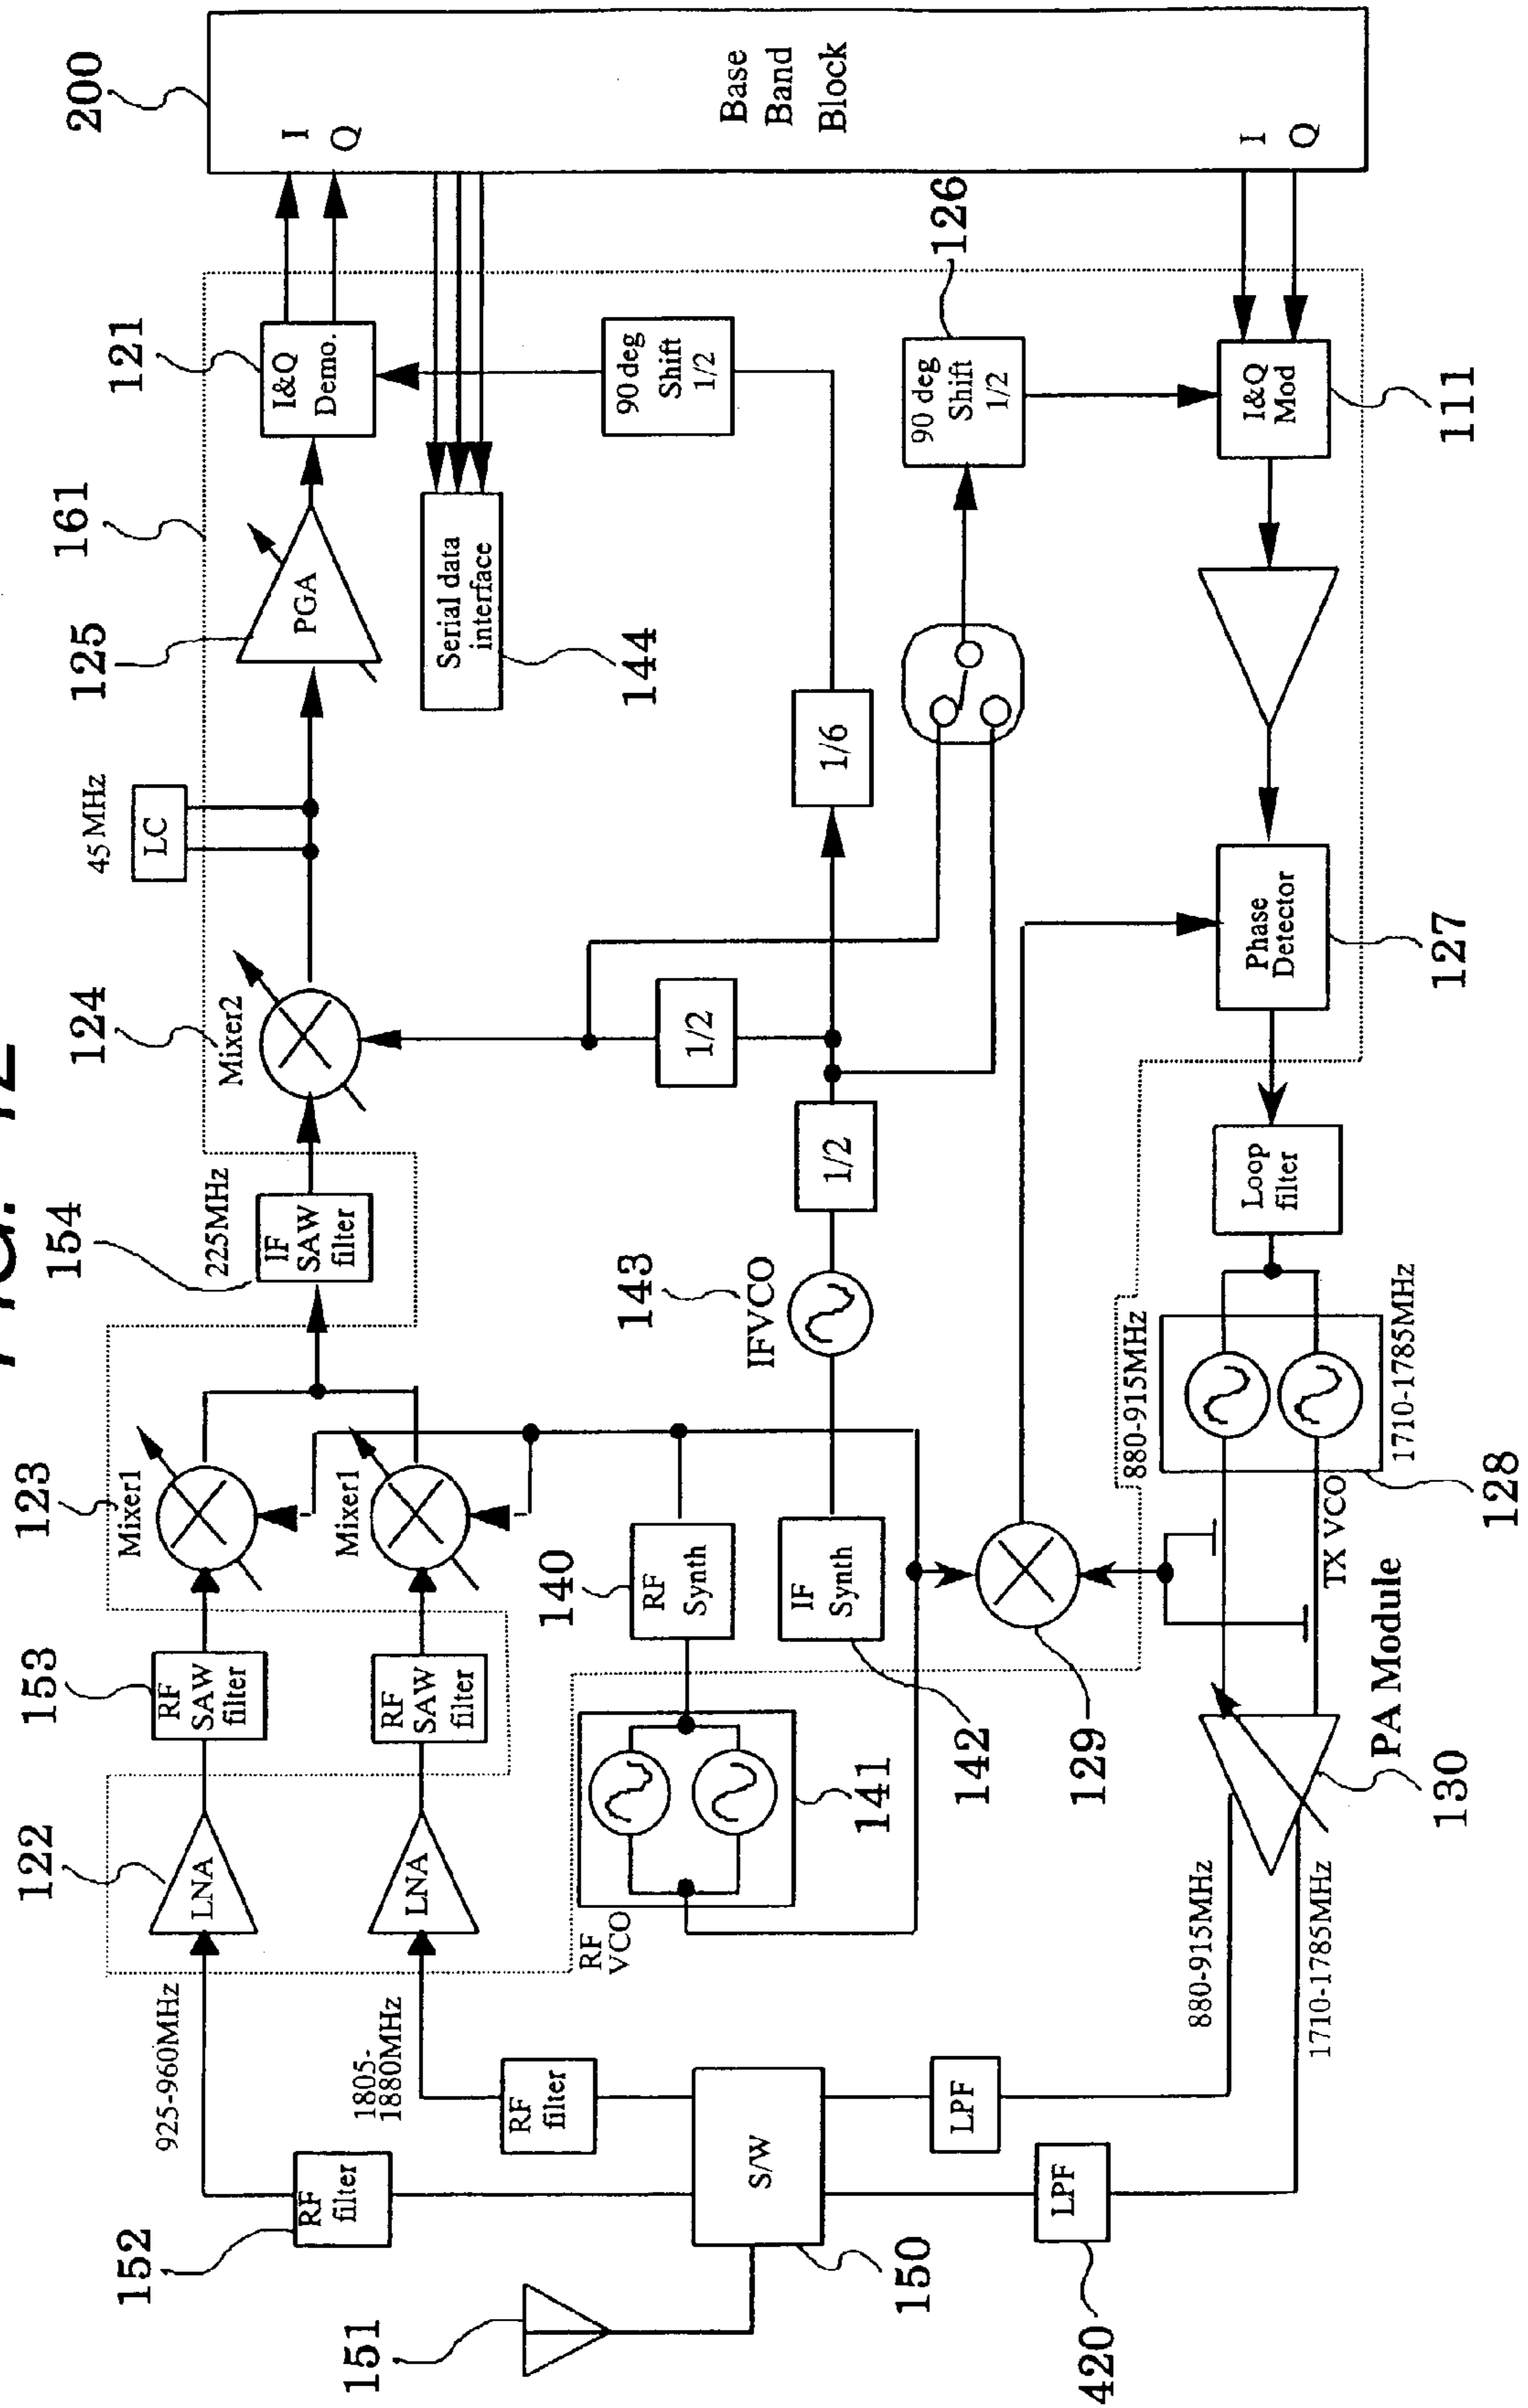 FIG. 12
151
152
RF
filter
925-960MHz
122
LNA
153
RF
SAW
filter
123
Mixer1
154
225MHz
IF
SAW
filter
124
Mixer2
45MHz
LC
125
PGA
161
121
I&Q
Demo.
200
I
Q
Base
Band
Block
I
Q
1805-
1880MHz
RF
filter
LNA
RF
SAW
filter
Mixer1
Serial data
interface
144
S/W
150
RF
VCO
141
140
RF
Synth
IF
Synth
142
143
IFVCO
1/2
1/2
1/6
90 deg
Shift
1/2
90 deg
Shift
1/2
126
129
LPF
LPF
420
880-915MHz
1710-1785MHz
130
PA Module
TX VCO
128
880-915MHz
1710-1785MHz
Loop
filter
Phase
Detector
127
I&Q
Mod
111